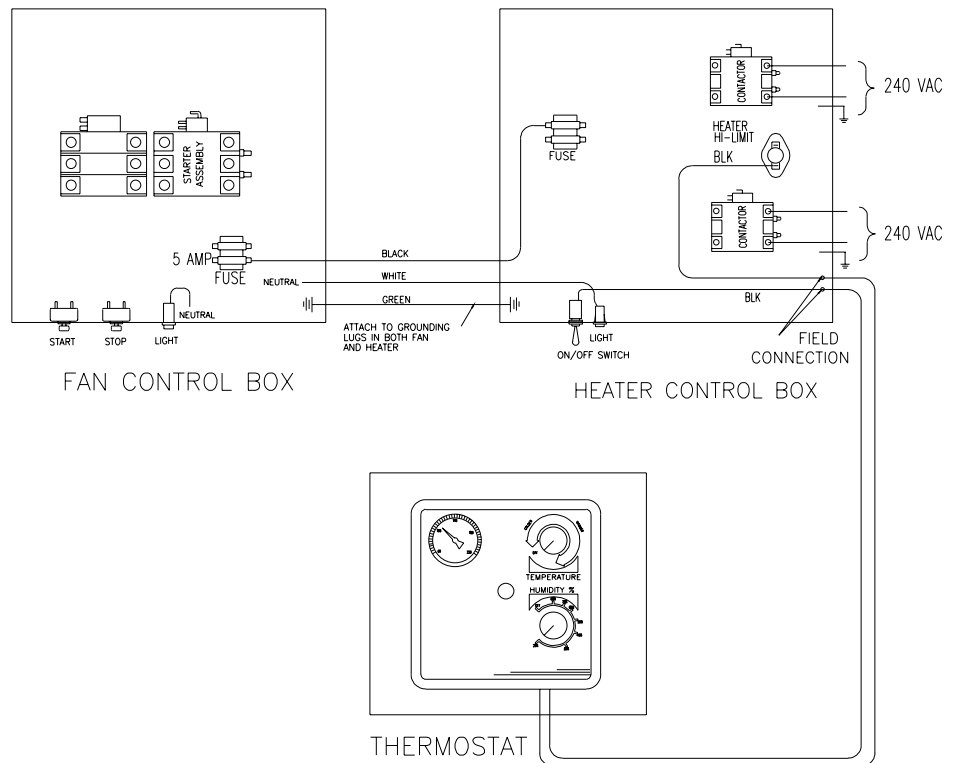 CONTACTOR
240 VAC
HEATER
HI-LIMIT
BLK
FUSE
STARTER
ASSEMBLY
CONTACTOR
240 VAC
5 AMP
FUSE
BLACK
NEUTRAL
WHITE
GREEN
BLK
NEUTRAL
START
STOP
LIGHT
ATTACH TO GROUNDING
LUGS IN BOTH FAN
AND HEATER
LIGHT
ON/OFF SWITCH
FIELD
CONNECTION
FAN CONTROL BOX
HEATER CONTROL BOX
TEMPERATURE
HUMIDITY %
THERMOSTAT